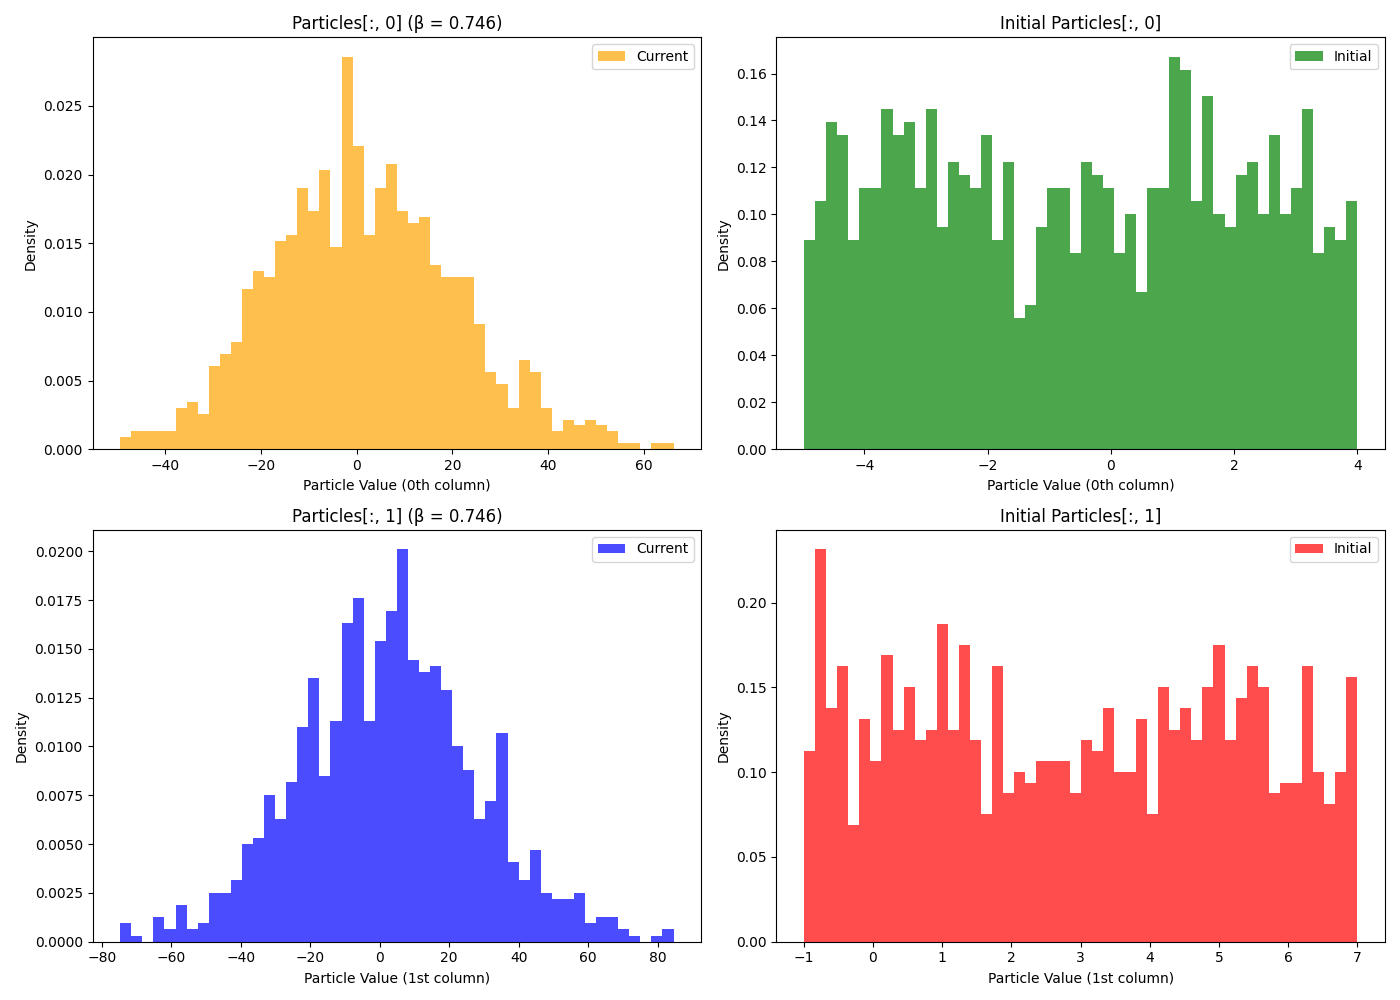 Particles[:, 0] (β = 0.746)
Current
Density
0.025
0.020
0.015
0.010
0.005
0.000
−40 −20 0 20 40 60
Particle Value (0th column)
Initial Particles[:, 0]
Initial
Density
0.16
0.14
0.12
0.10
0.08
0.06
0.04
0.02
0.00
−4 −2 0 2 4
Particle Value (0th column)
Particles[:, 1] (β = 0.746)
Current
Density
0.0200
0.0175
0.0150
0.0125
0.0100
0.0075
0.0050
0.0025
0.0000
−80 −60 −40 −20 0 20 40 60 80
Particle Value (1st column)
Initial Particles[:, 1]
Initial
Density
0.20
0.15
0.10
0.05
0.00
−1 0 1 2 3 4 5 6 7
Particle Value (1st column)